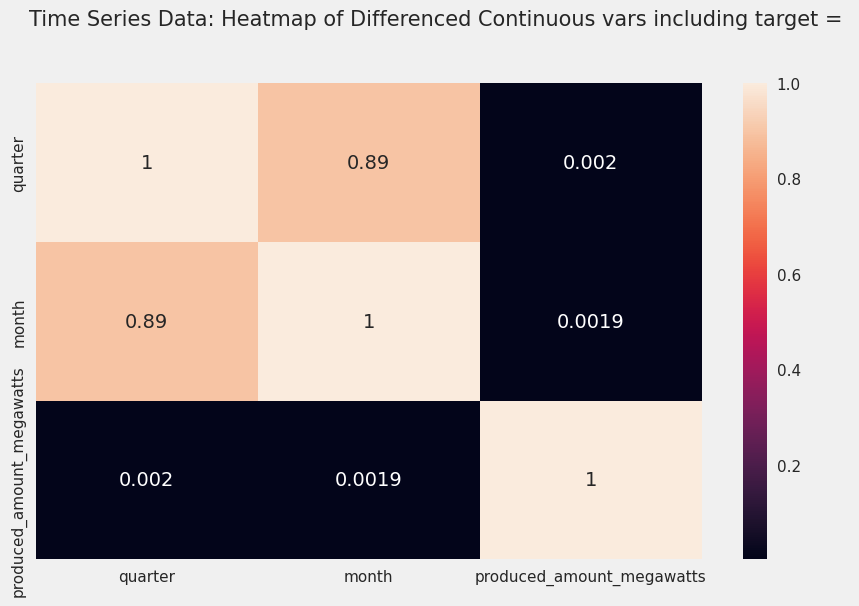 Time Series Data: Heatmap of Differenced Continuous vars including target =
quarter
1
0.89
0.002
1.0
0.8
month
0.89
1
0.0019
0.6
0.4
produced_amount_megawatts
0.002
0.0019
1
0.2
quarter
month
produced_amount_megawatts